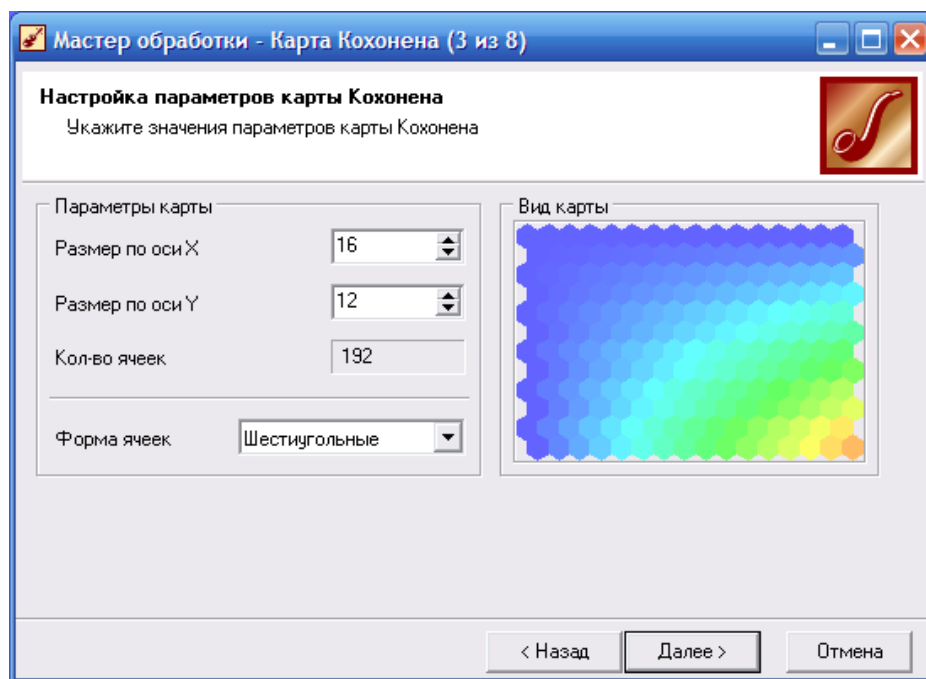 Мастер обработки - Карта Кохонена (3 из 8)
Настройка параметров карты Кохонена
Укажите значения параметров карты Кохонена
Параметры карты
Размер по оси X
16
Размер по оси Y
12
Кол-во ячеек
192
Форма ячеек
Шестиугольные
Вид карты
< Назад
Далее >
Отмена